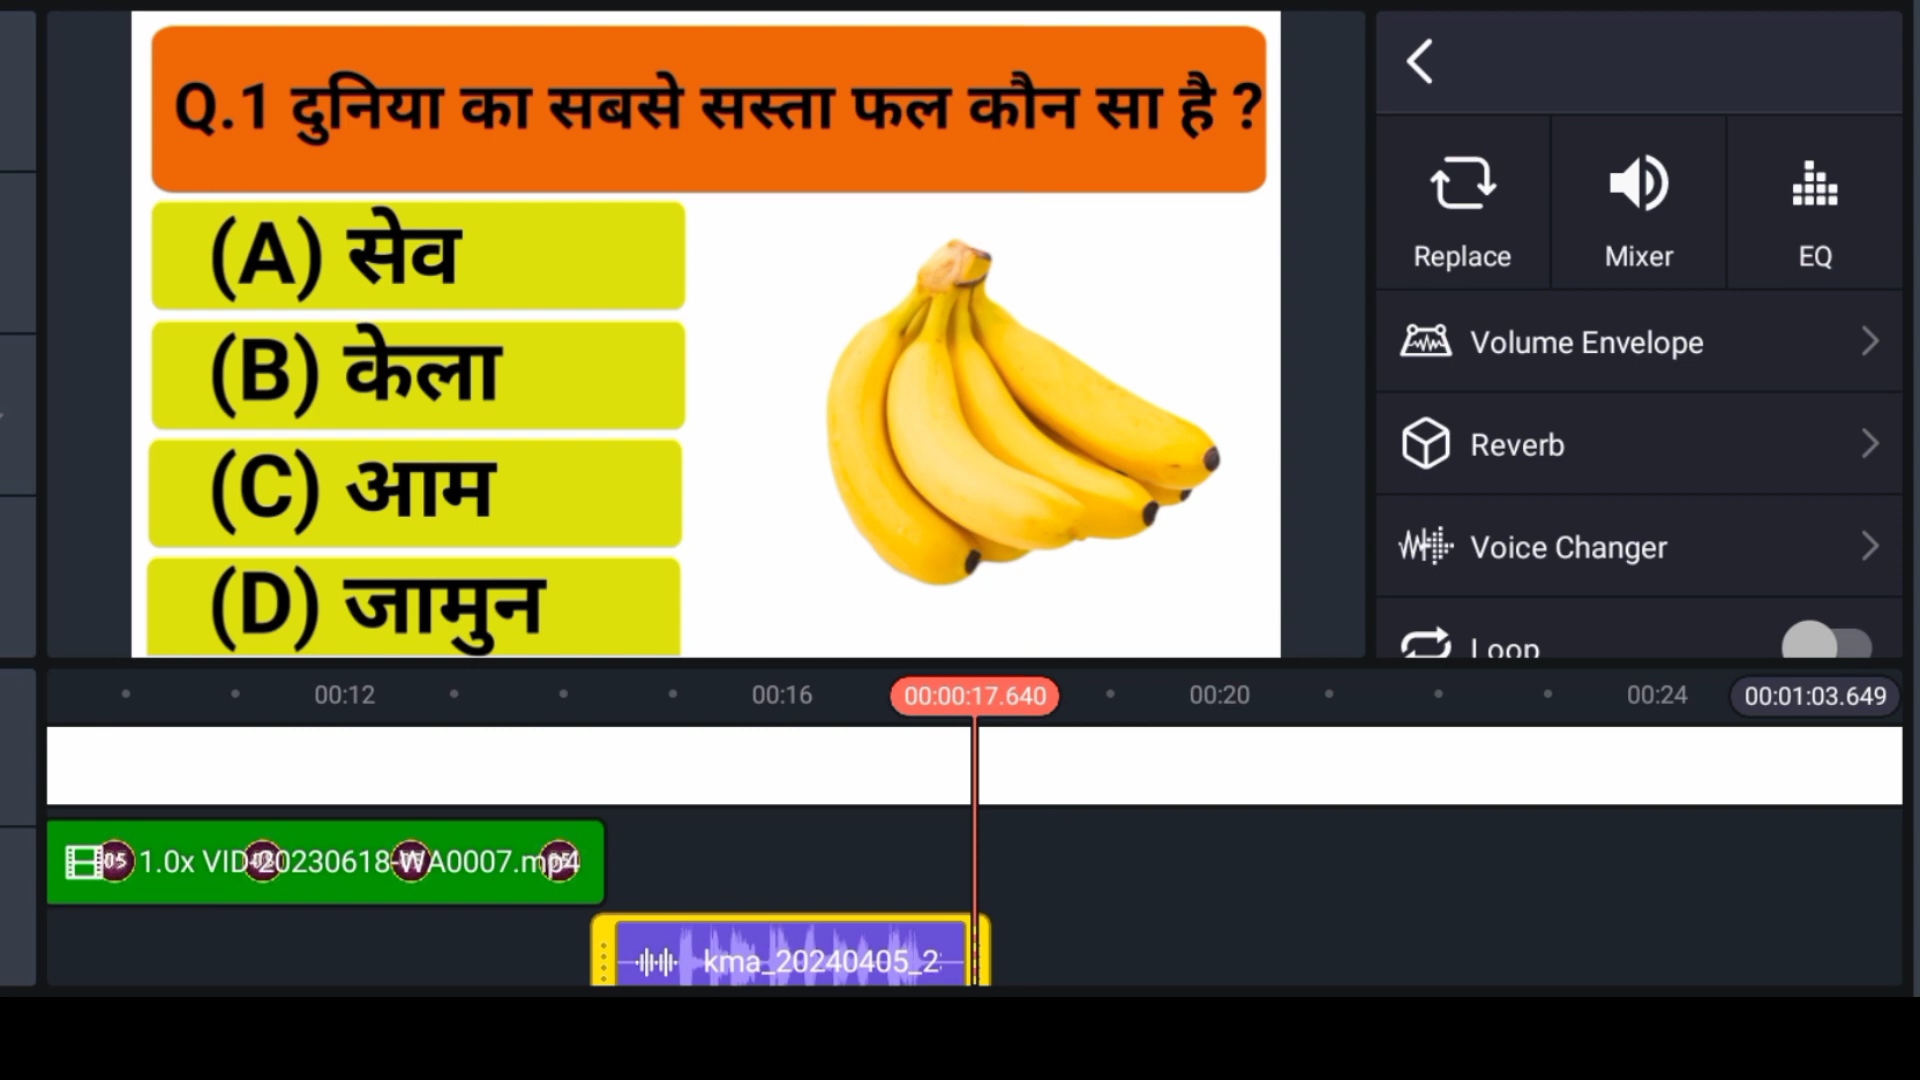 Q.1 दुनिया का सबसे सस्ता फल कौन सा है ?
(A) सेव
(B) केला
(C) आम
(D) जामुन
Replace
Mixer
EQ
Volume Envelope
Reverb
Voice Changer
Loop
00:12
00:16
00:00:17.640
00:20
00:24
00:01:03.649
1.0x VID-20230618-WA0007.mp4
kma_20240405_2